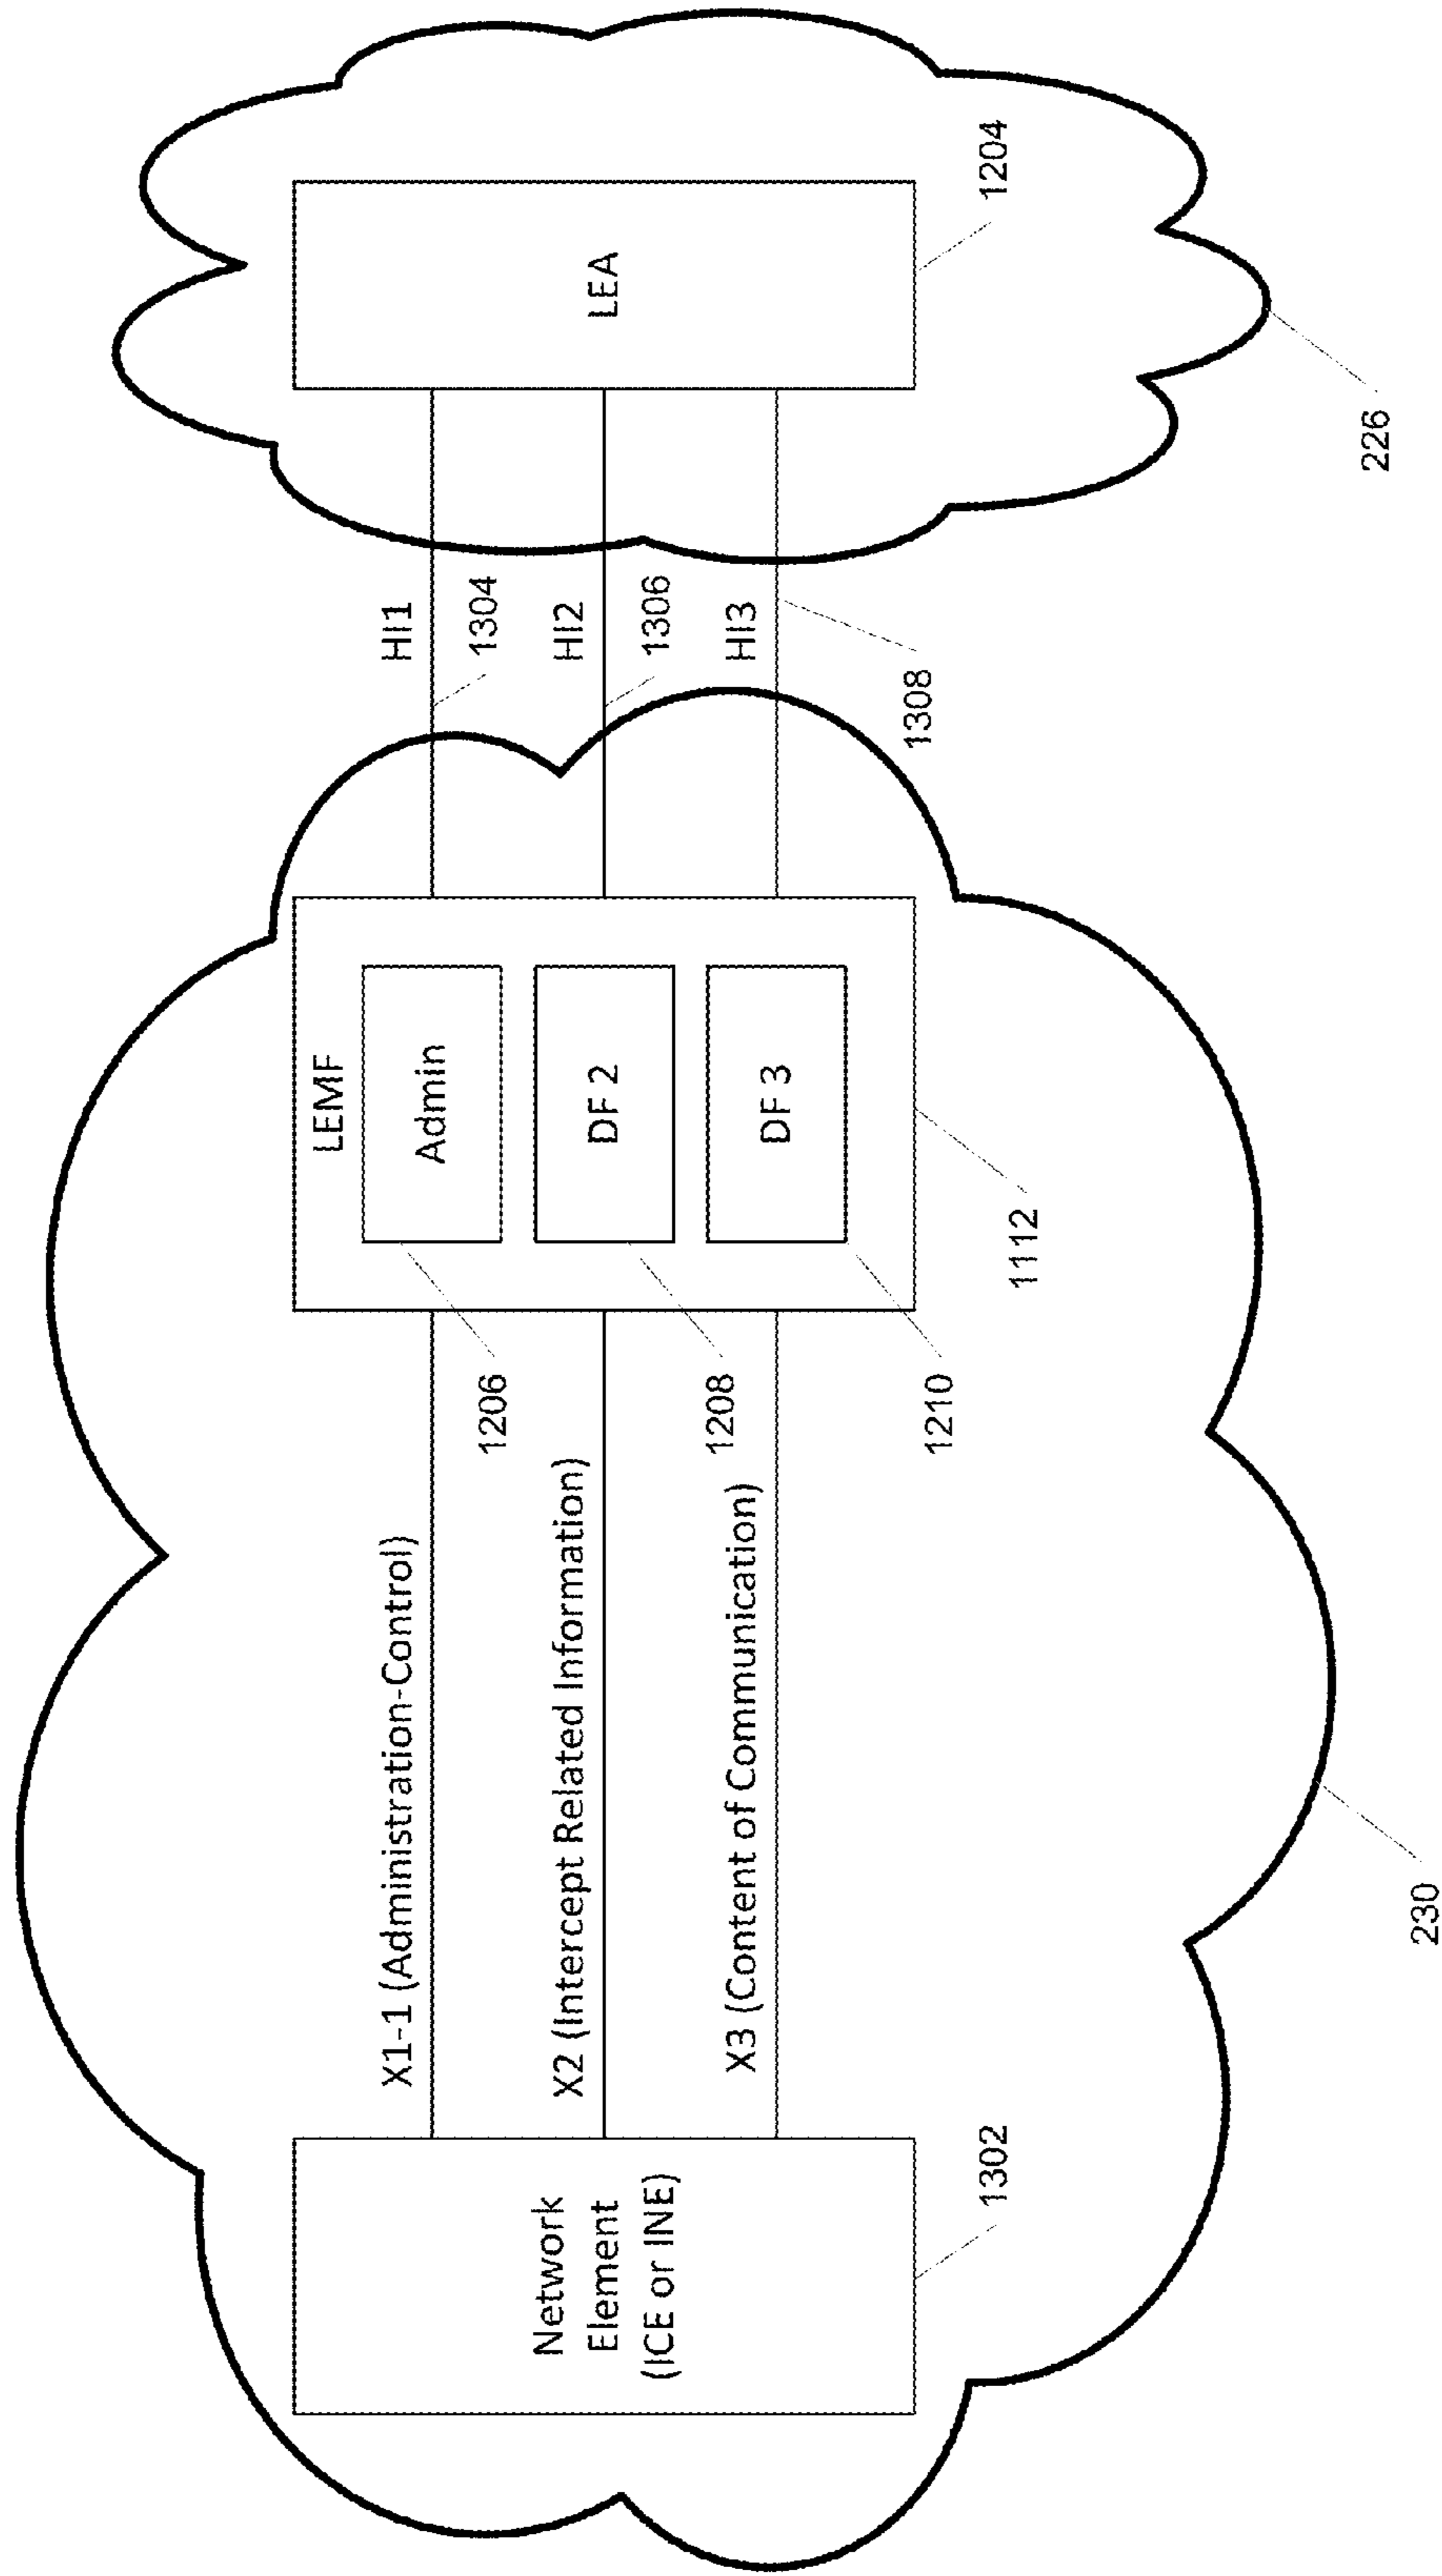 LEMF
Network
Element
(ICE or INE)
1302
X1-1 (Administration-Control)
X2 (Intercept Related Information)
X3 (Content of Communication)
Admin
DF 2
DF 3
1206
1208
1210
1112
HI1
1304
HI2
1306
HI3
1308
LEA
1204
230
226